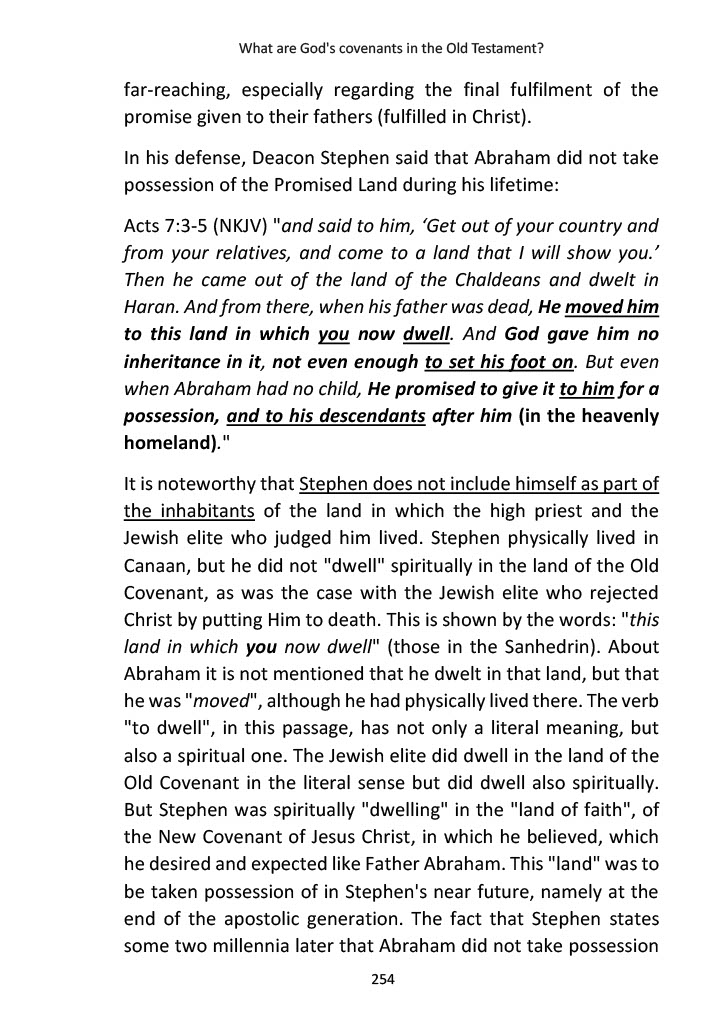 What are God's covenants in the Old Testament?
far-reaching, especially regarding the final fulfilment of the
promise given to their fathers (fulfilled in Christ).
In his defense, Deacon Stephen said that Abraham did not take
possession of the Promised Land during his lifetime:
Acts 7:3-5 (NKJV) "and said to him, ‘Get out of your country and
from your relatives, and come to a land that I will show you.’
Then he came out of the land of the Chaldeans and dwelt in
Haran. And from there, when his father was dead, He moved him
to this land in which you now dwell. And God gave him no
inheritance in it, not even enough to set his foot on. But even
when Abraham had no child, He promised to give it to him for a
possession, and to his descendants after him (in the heavenly
homeland)."
It is noteworthy that Stephen does not include himself as part of
the inhabitants of the land in which the high priest and the
Jewish elite who judged him lived. Stephen physically lived in
Canaan, but he did not "dwell" spiritually in the land of the Old
Covenant, as was the case with the Jewish elite who rejected
Christ by putting Him to death. This is shown by the words: "this
land in which you now dwell" (those in the Sanhedrin). About
Abraham it is not mentioned that he dwelt in that land, but that
he was "moved", although he had physically lived there. The verb
"to dwell", in this passage, has not only a literal meaning, but
also a spiritual one. The Jewish elite did dwell in the land of the
Old Covenant in the literal sense but did dwell also spiritually.
But Stephen was spiritually "dwelling" in the "land of faith", of
the New Covenant of Jesus Christ, in which he believed, which
he desired and expected like Father Abraham. This "land" was to
be taken possession of in Stephen's near future, namely at the
end of the apostolic generation. The fact that Stephen states
some two millennia later that Abraham did not take possession
254